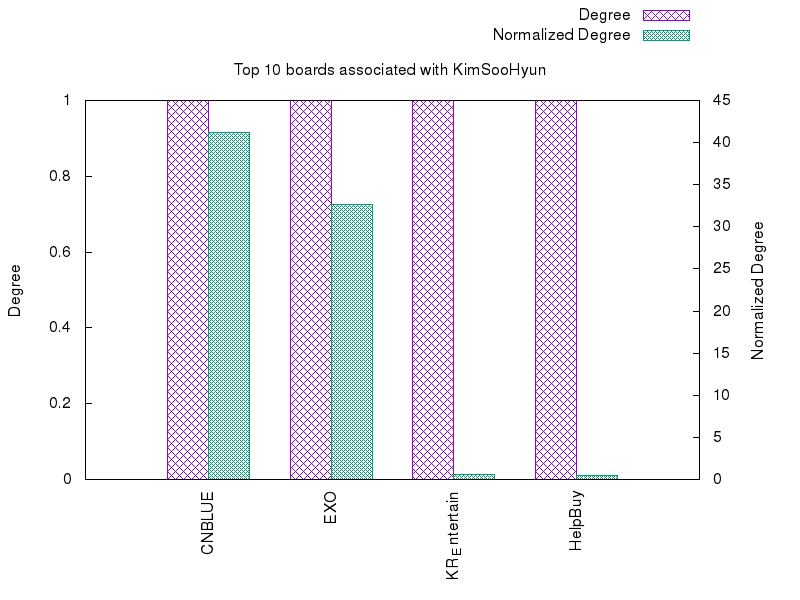 Degree
Normalized Degree
Top 10 boards associated with KimSooHyun
1
0.8
0.6
0.4
0.2
0
Degree
45
40
35
30
25
20
15
10
5
0
Normalized Degree
CNBLUE
EXO
KR_Entertain
HelpBuy